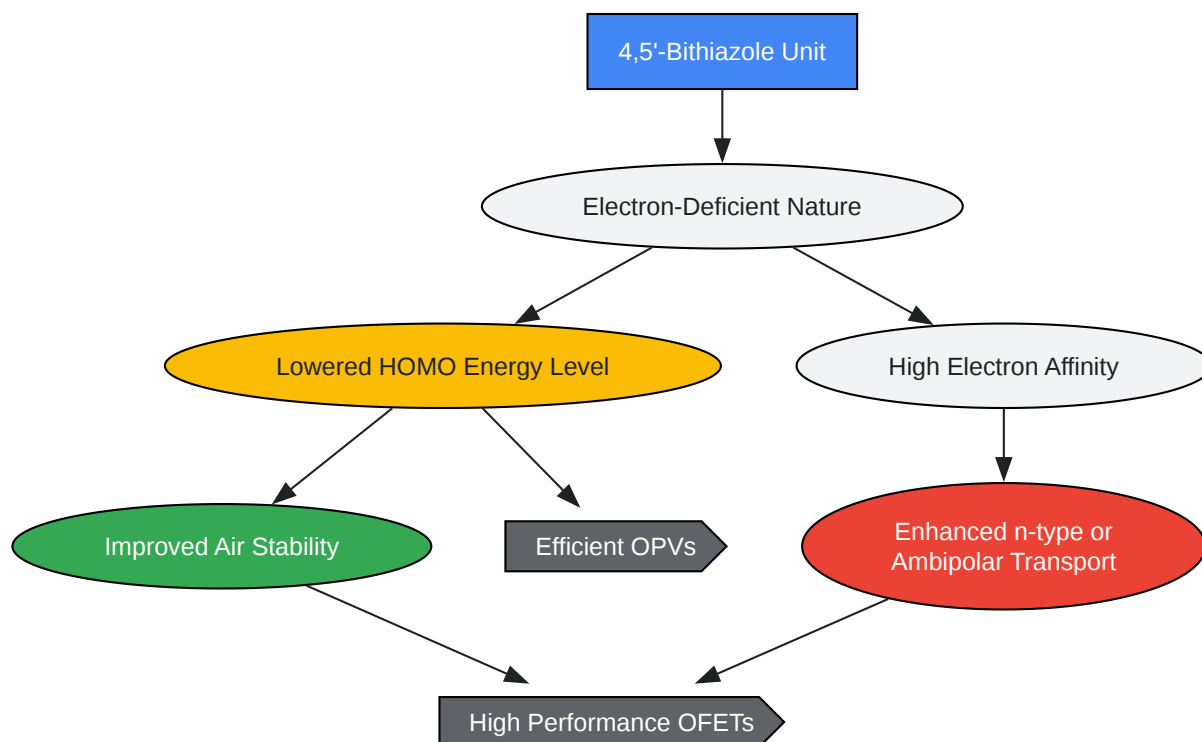 4,5'-Bithiazole Unit
Electron-Deficient Nature
Lowered HOMO Energy Level
High Electron Affinity
Improved Air Stability
Efficient OPVs
Enhanced n-type or
Ambipolar Transport
High Performance OFETs